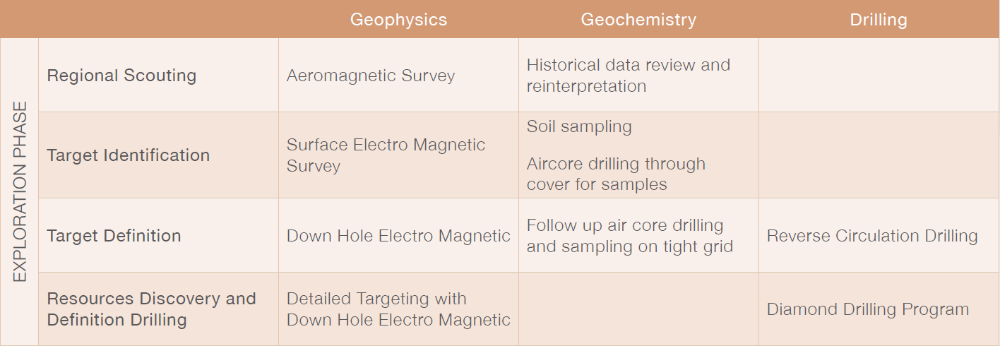 Geophysics
Geochemistry
Drilling
EXPLORATION PHASE
Regional Scouting
Aeromagnetic Survey
Historical data review and
reinterpretation
Target Identification
Surface Electro Magnetic
Survey
Soil sampling
Aircore drilling through
cover for samples
Target Definition
Down Hole Electro Magnetic
Follow up air core drilling
and sampling on tight grid
Reverse Circulation Drilling
Resources Discovery and
Definition Drilling
Detailed Targeting with
Down Hole Electro Magnetic
Diamond Drilling Program